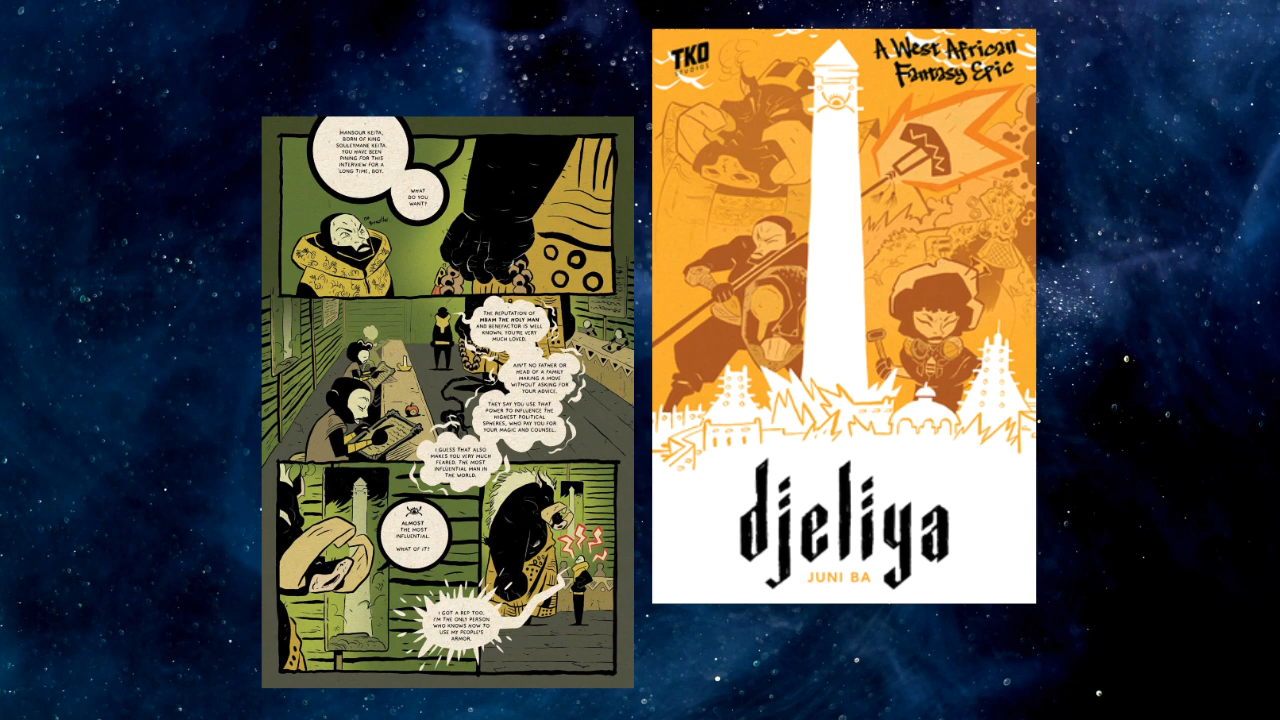 MANSOUR KEITA,
BORN OF KING
SOULEYMANE KEITA.
YOU HAVE BEEN
PINING FOR THIS
INTERVIEW FOR A
LONG TIME, BOY.
WHAT
DO YOU
WANT?
THE REPUTATION OF
MBAM THE HOLY MAN
AND BENEFACTOR IS WELL
KNOWN. YOU'RE VERY
MUCH LOVED.
AIN'T NO FATHER OR
HEAD OF A FAMILY
MAKING A MOVE
WITHOUT ASKING FOR
YOUR ADVICE.
THEY SAY YOU USE THAT
POWER TO INFLUENCE THE
HIGHEST POLITICAL
SPHERES, WHO PAY YOU FOR
YOUR MAGIC AND COUNSEL.
I GUESS THAT ALSO
MAKES YOU VERY MUCH
FEARED. THE MOST
INFLUENTIAL MAN IN
THE WORLD.
ALMOST
THE MOST
INFLUENTIAL.
WHAT OF IT?
I GOT A REP TOO.
I'M THE ONLY PERSON
WHO KNOWS HOW TO
USE MY PEOPLE'S
ARMOR.
TKO
STUDIOS
A West African
Fantasy Epic
djeliya
JUNI BA